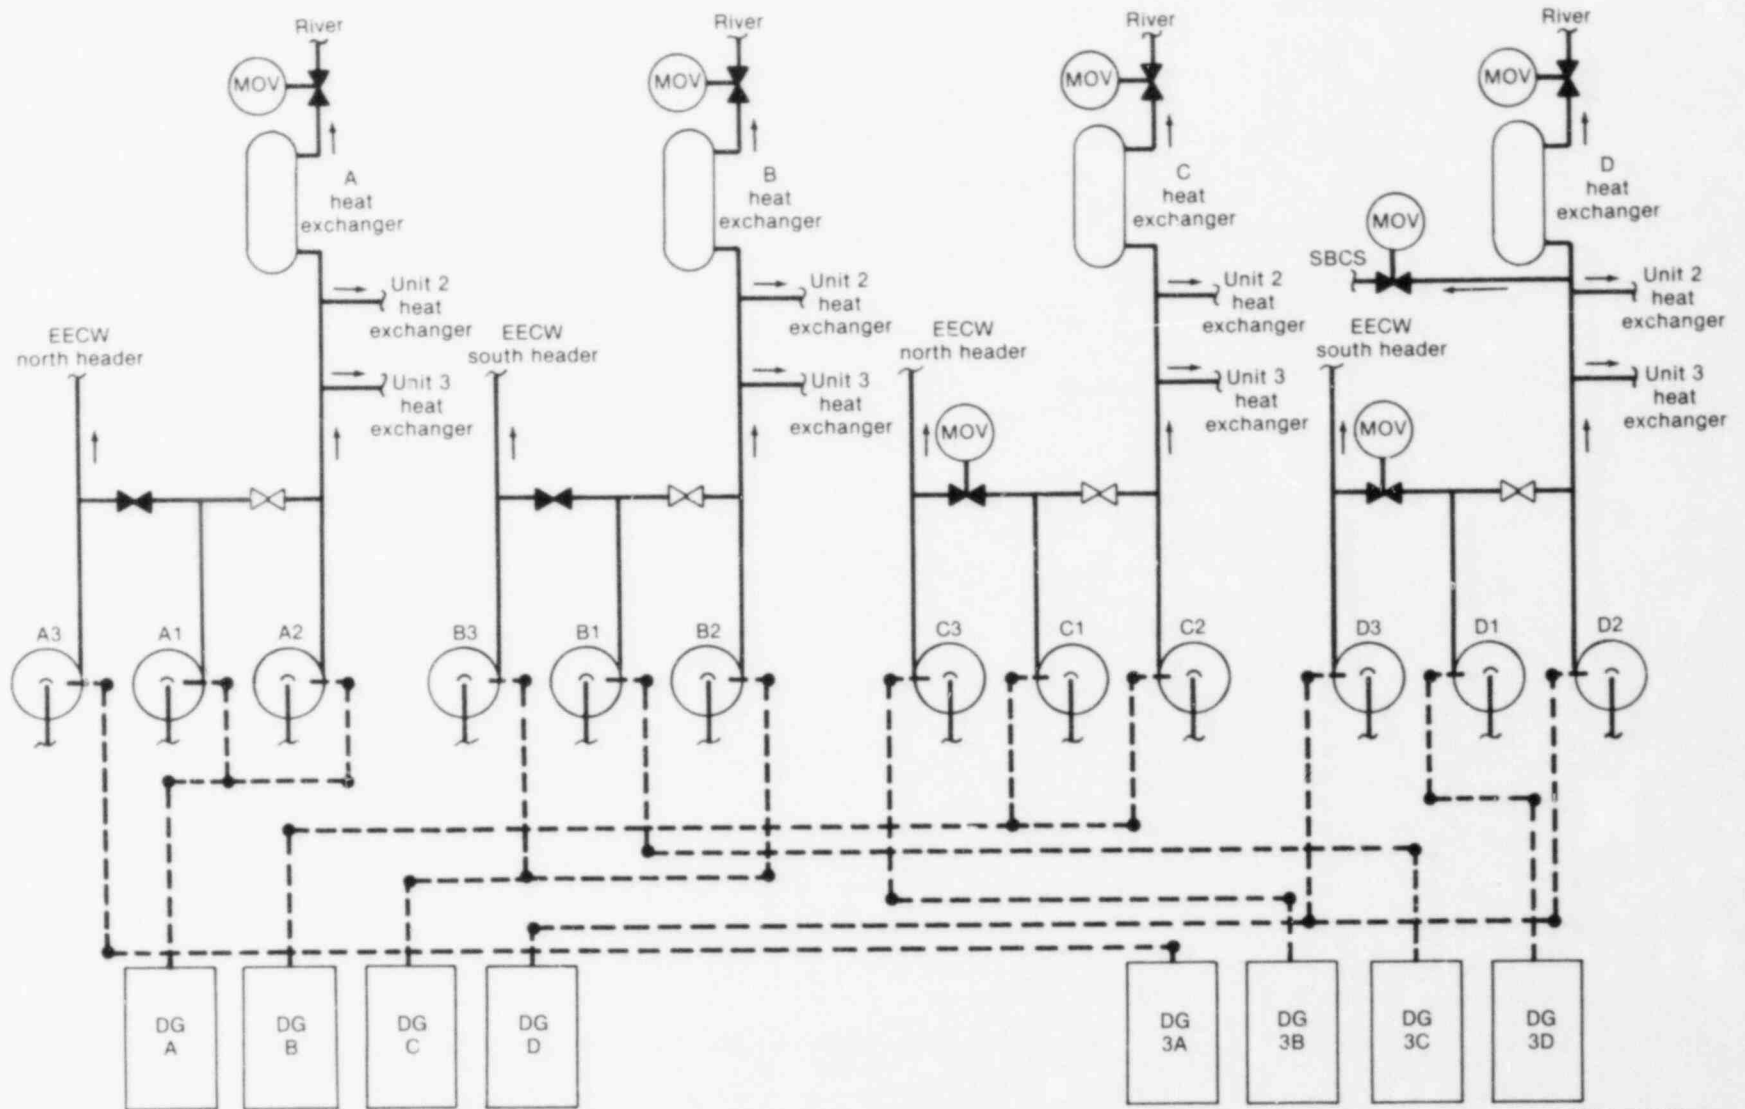 River
River
River
River
MOV
MOV
MOV
MOV
A
heat
exchanger
B
heat
exchanger
C
heat
exchanger
D
heat
exchanger
MOV
SBCS
Unit 2
heat
exchanger
Unit 2
heat
exchanger
Unit 2
heat
exchanger
Unit 2
heat
exchanger
EECW
north header
EECW
south header
EECW
north header
EECW
south header
Unit 3
heat
exchanger
Unit 3
heat
exchanger
Unit 3
heat
exchanger
Unit 3
heat
exchanger
MOV
MOV
A3
A1
A2
B3
B1
B2
C3
C1
C2
D3
D1
D2
DG
A
DG
B
DG
C
DG
D
DG
3A
DG
3B
DG
3C
DG
3D